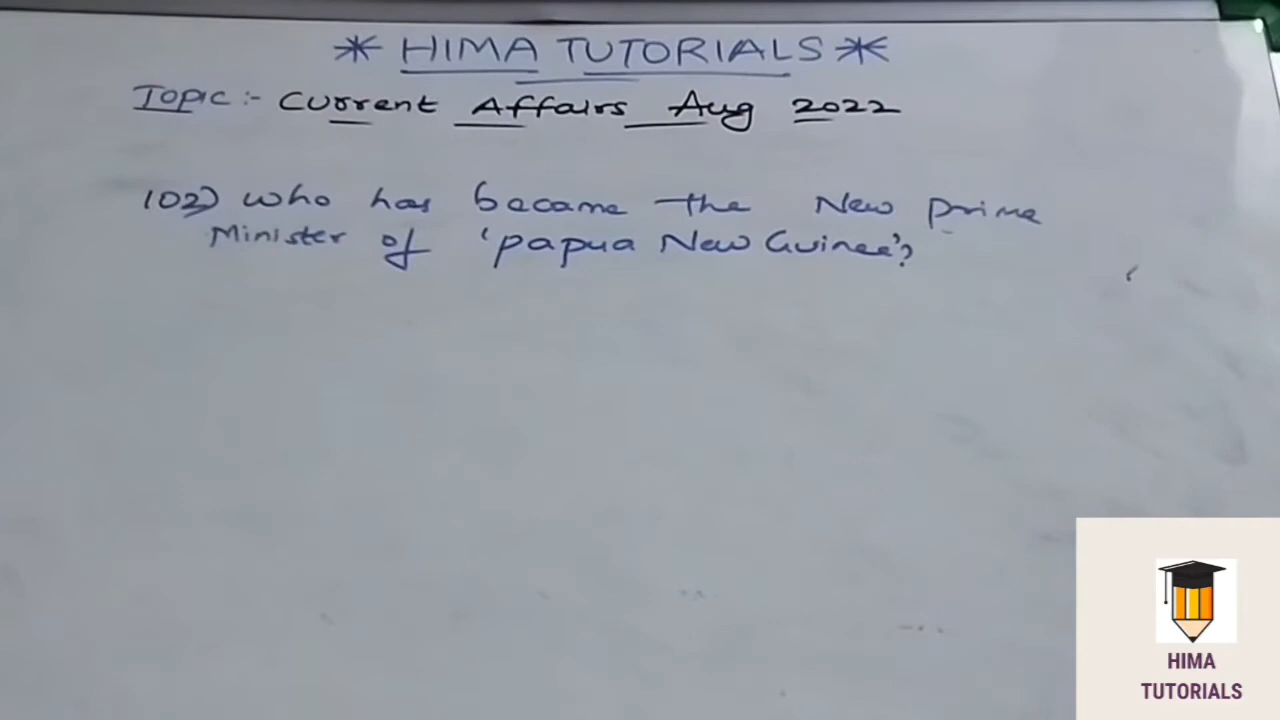 * HIMA TUTORIALS *
Topic:- Current Affairs Aug 2022
102) who has became the New prime
Minister of 'papua New Guinee'?
HIMA
TUTORIALS